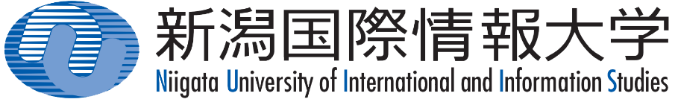 新潟国際情報大学
Niigata University of International and Information Studies